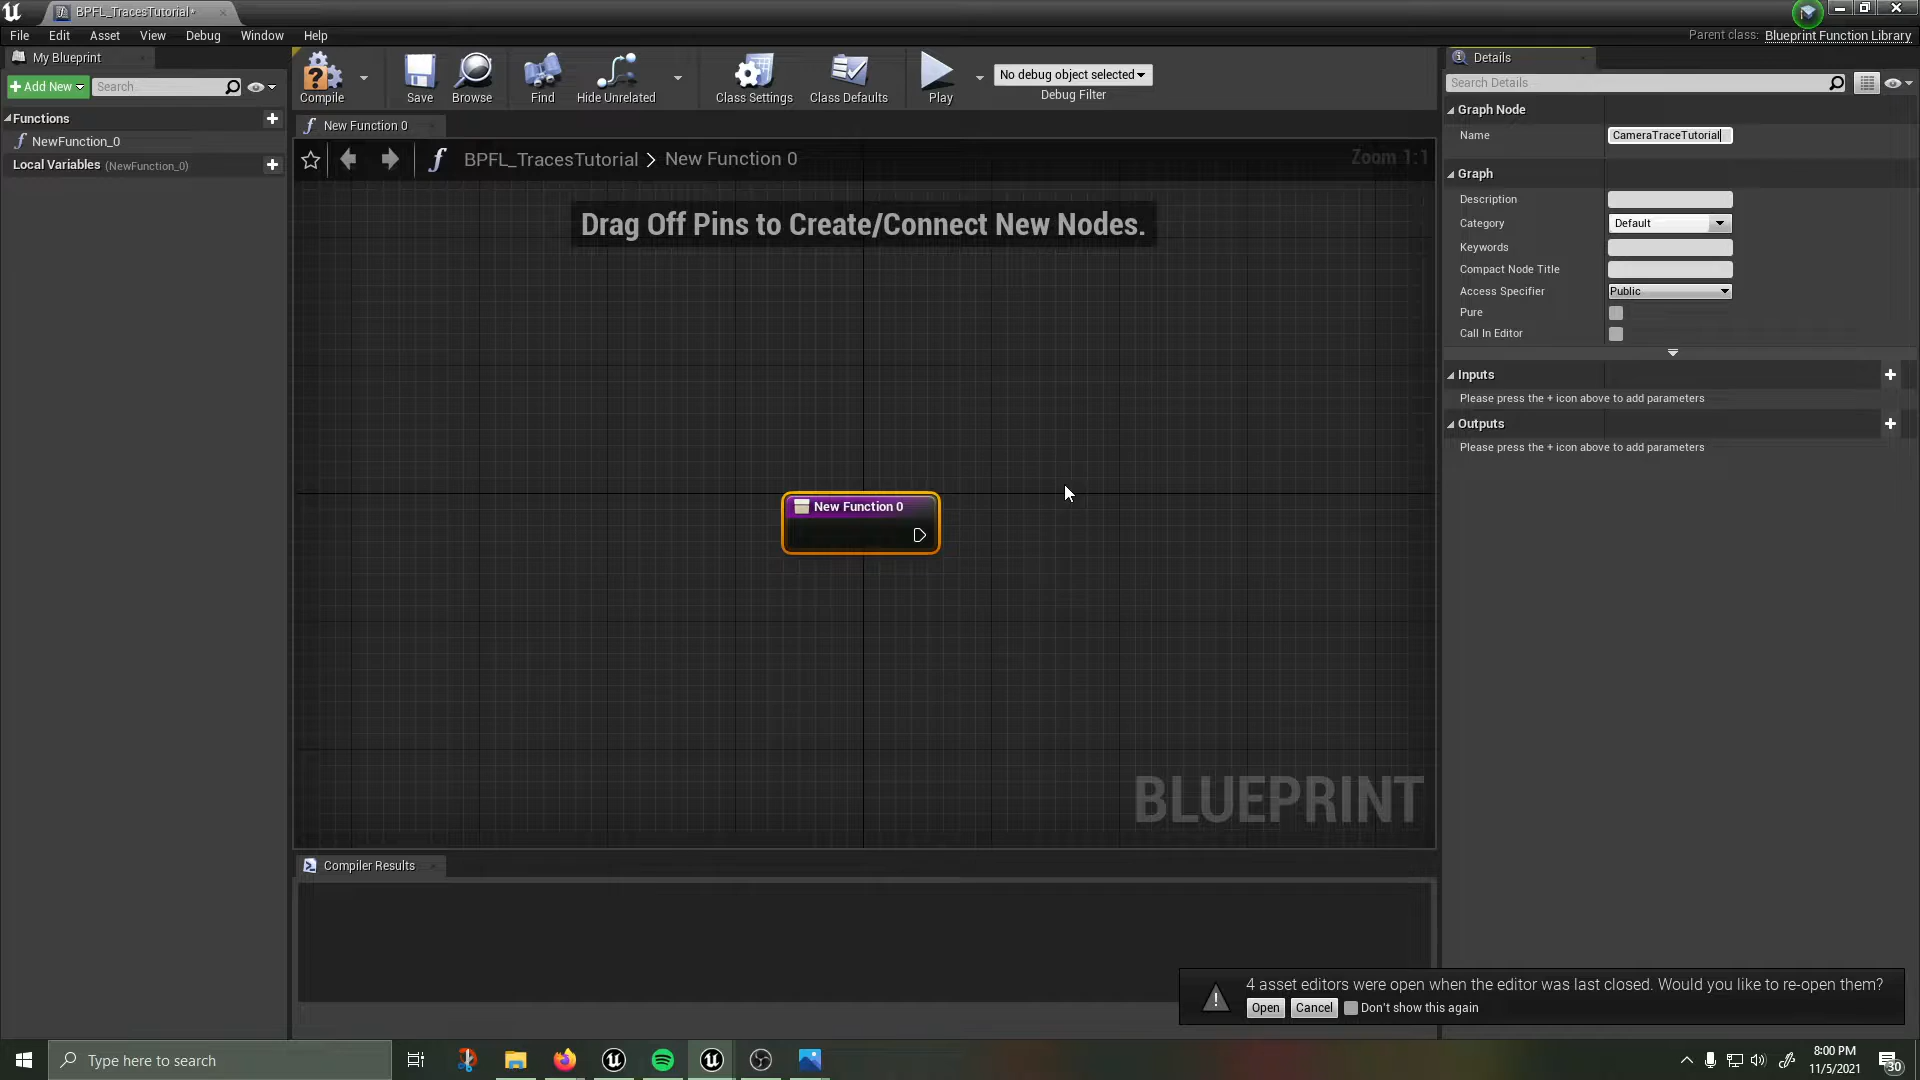 BPFL_TracesTutorial*
File Edit Asset View Debug Window Help
Parent class: Blueprint Function Library
My Blueprint
Add New
Search
Functions
NewFunction_0
Local Variables (NewFunction_0)
Compile
Save
Browse
Find
Hide Unrelated
Class Settings
Class Defaults
Play
No debug object selected
Debug Filter
New Function 0
BPFL_TracesTutorial > New Function 0
Zoom 1:1
Drag Off Pins to Create/Connect New Nodes.
New Function 0
BLUEPRINT
Compiler Results
Details
Search Details
Graph Node
Name CameraTraceTutorial
Graph
Description
Category Default
Keywords
Compact Node Title
Access Specifier Public
Pure
Call In Editor
Inputs
Please press the + icon above to add parameters
Outputs
Please press the + icon above to add parameters
4 asset editors were open when the editor was last closed. Would you like to re-open them?
Open Cancel Don't show this again
Type here to search
8:00 PM
11/5/2021
30